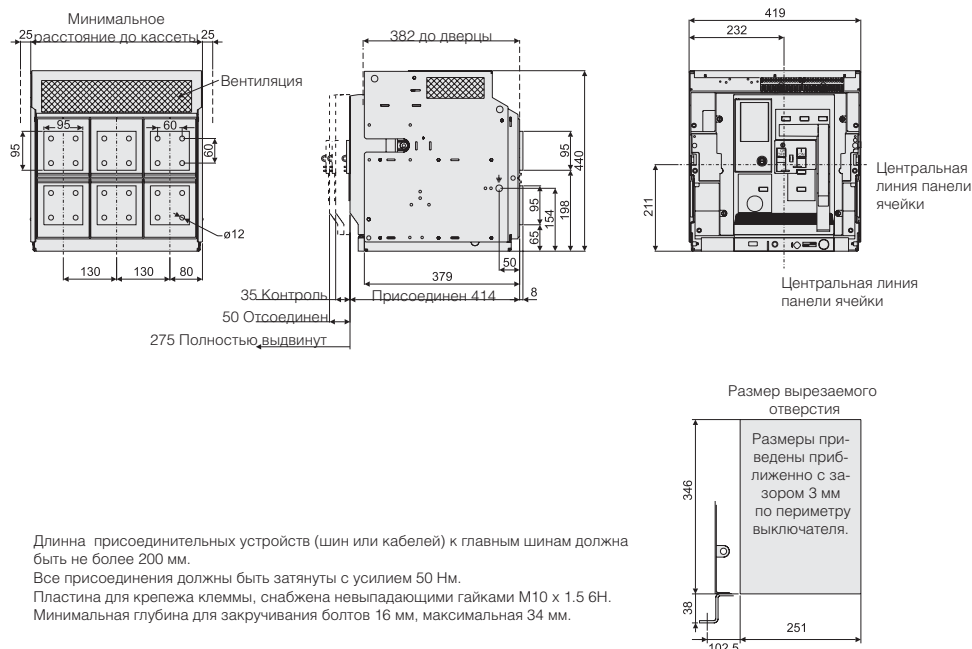 Минимальное
расстояние до кассеты
25
25
Вентиляция
95
60
95
60
ø12
130
130
80
382 до дверцы
440
95
198
95
154
65
50
379
35 Контроль
Присоединен 414
8
50 Отсоединен
275 Полностью выдвинут
419
232
211
Центральная
линия панели
ячейки
Центральная линия
панели ячейки
Размер вырезаемого
отверстия
Размеры при-
ведены приб-
лиженно с за-
зором 3 мм
по периметру
выключателя.
346
38
251
102.5
Длинна присоединительных устройств (шин или кабелей) к главным шинам должна
быть не более 200 мм.
Все присоединения должны быть затянуты с усилием 50 Нм.
Пластина для крепежа клеммы, снабжена невыпадающими гайками М10 х 1.5 6Н.
Минимальная глубина для закручивания болтов 16 мм, максимальная 34 мм.